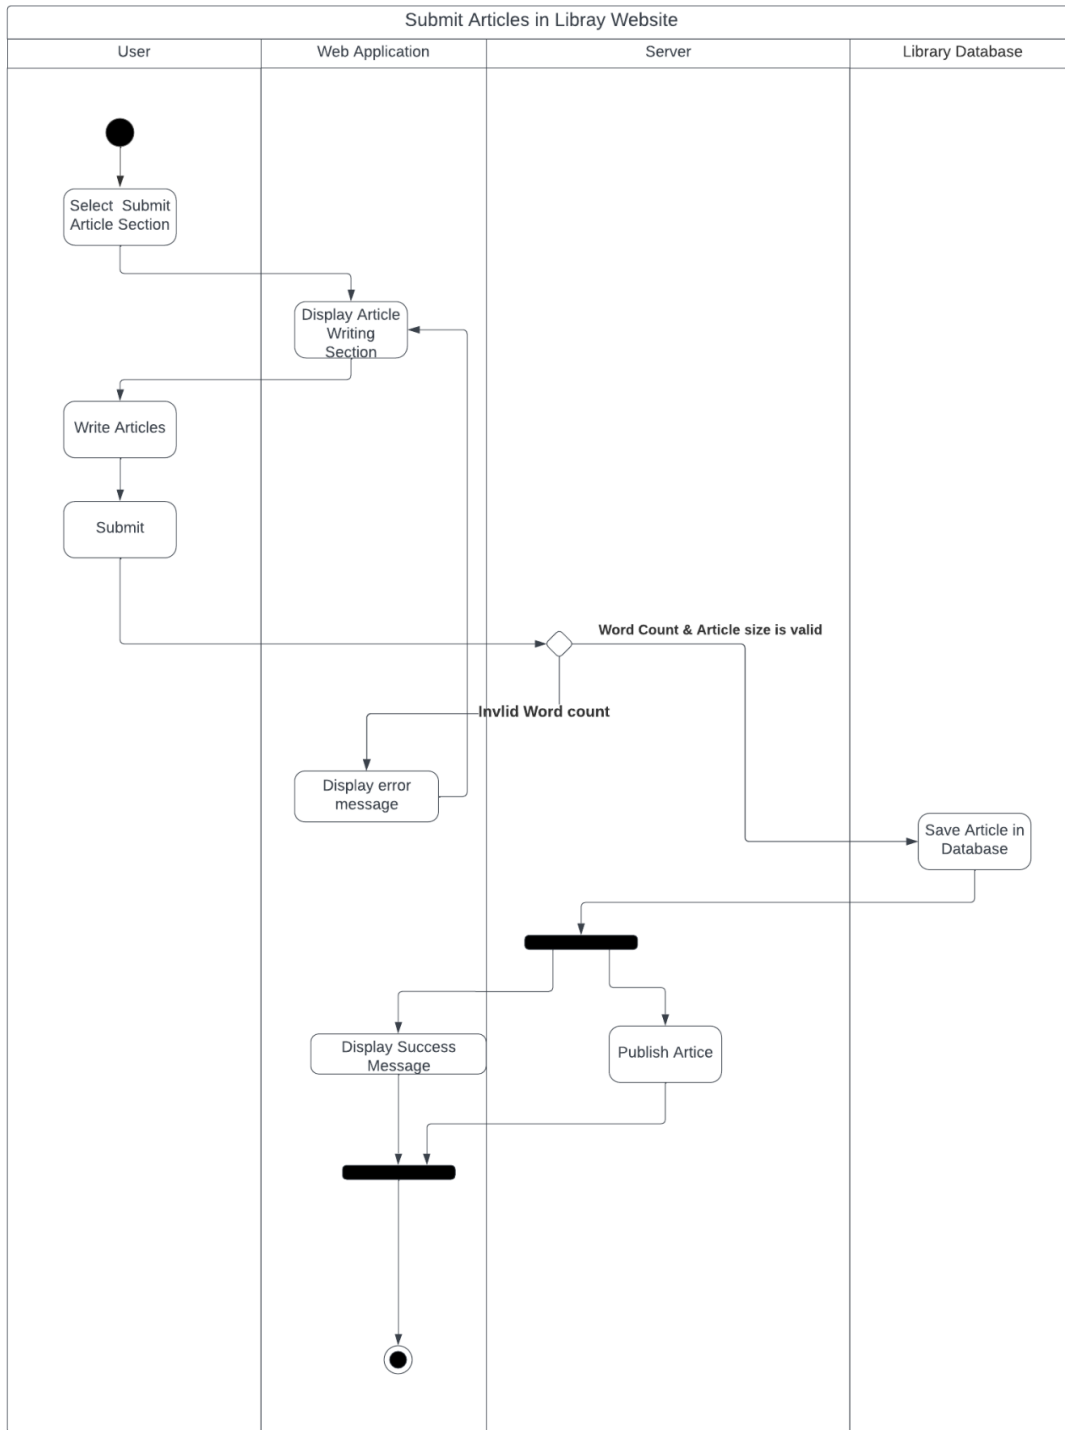 Submit Articles in Libray Website
User
Web Application
Server
Library Database
Select Submit
Article Section
Display Article
Writing
Section
Write Articles
Submit
Word Count & Article size is valid
Invlid Word count
Display error
message
Save Article in
Database
Display Success
Message
Publish Artice